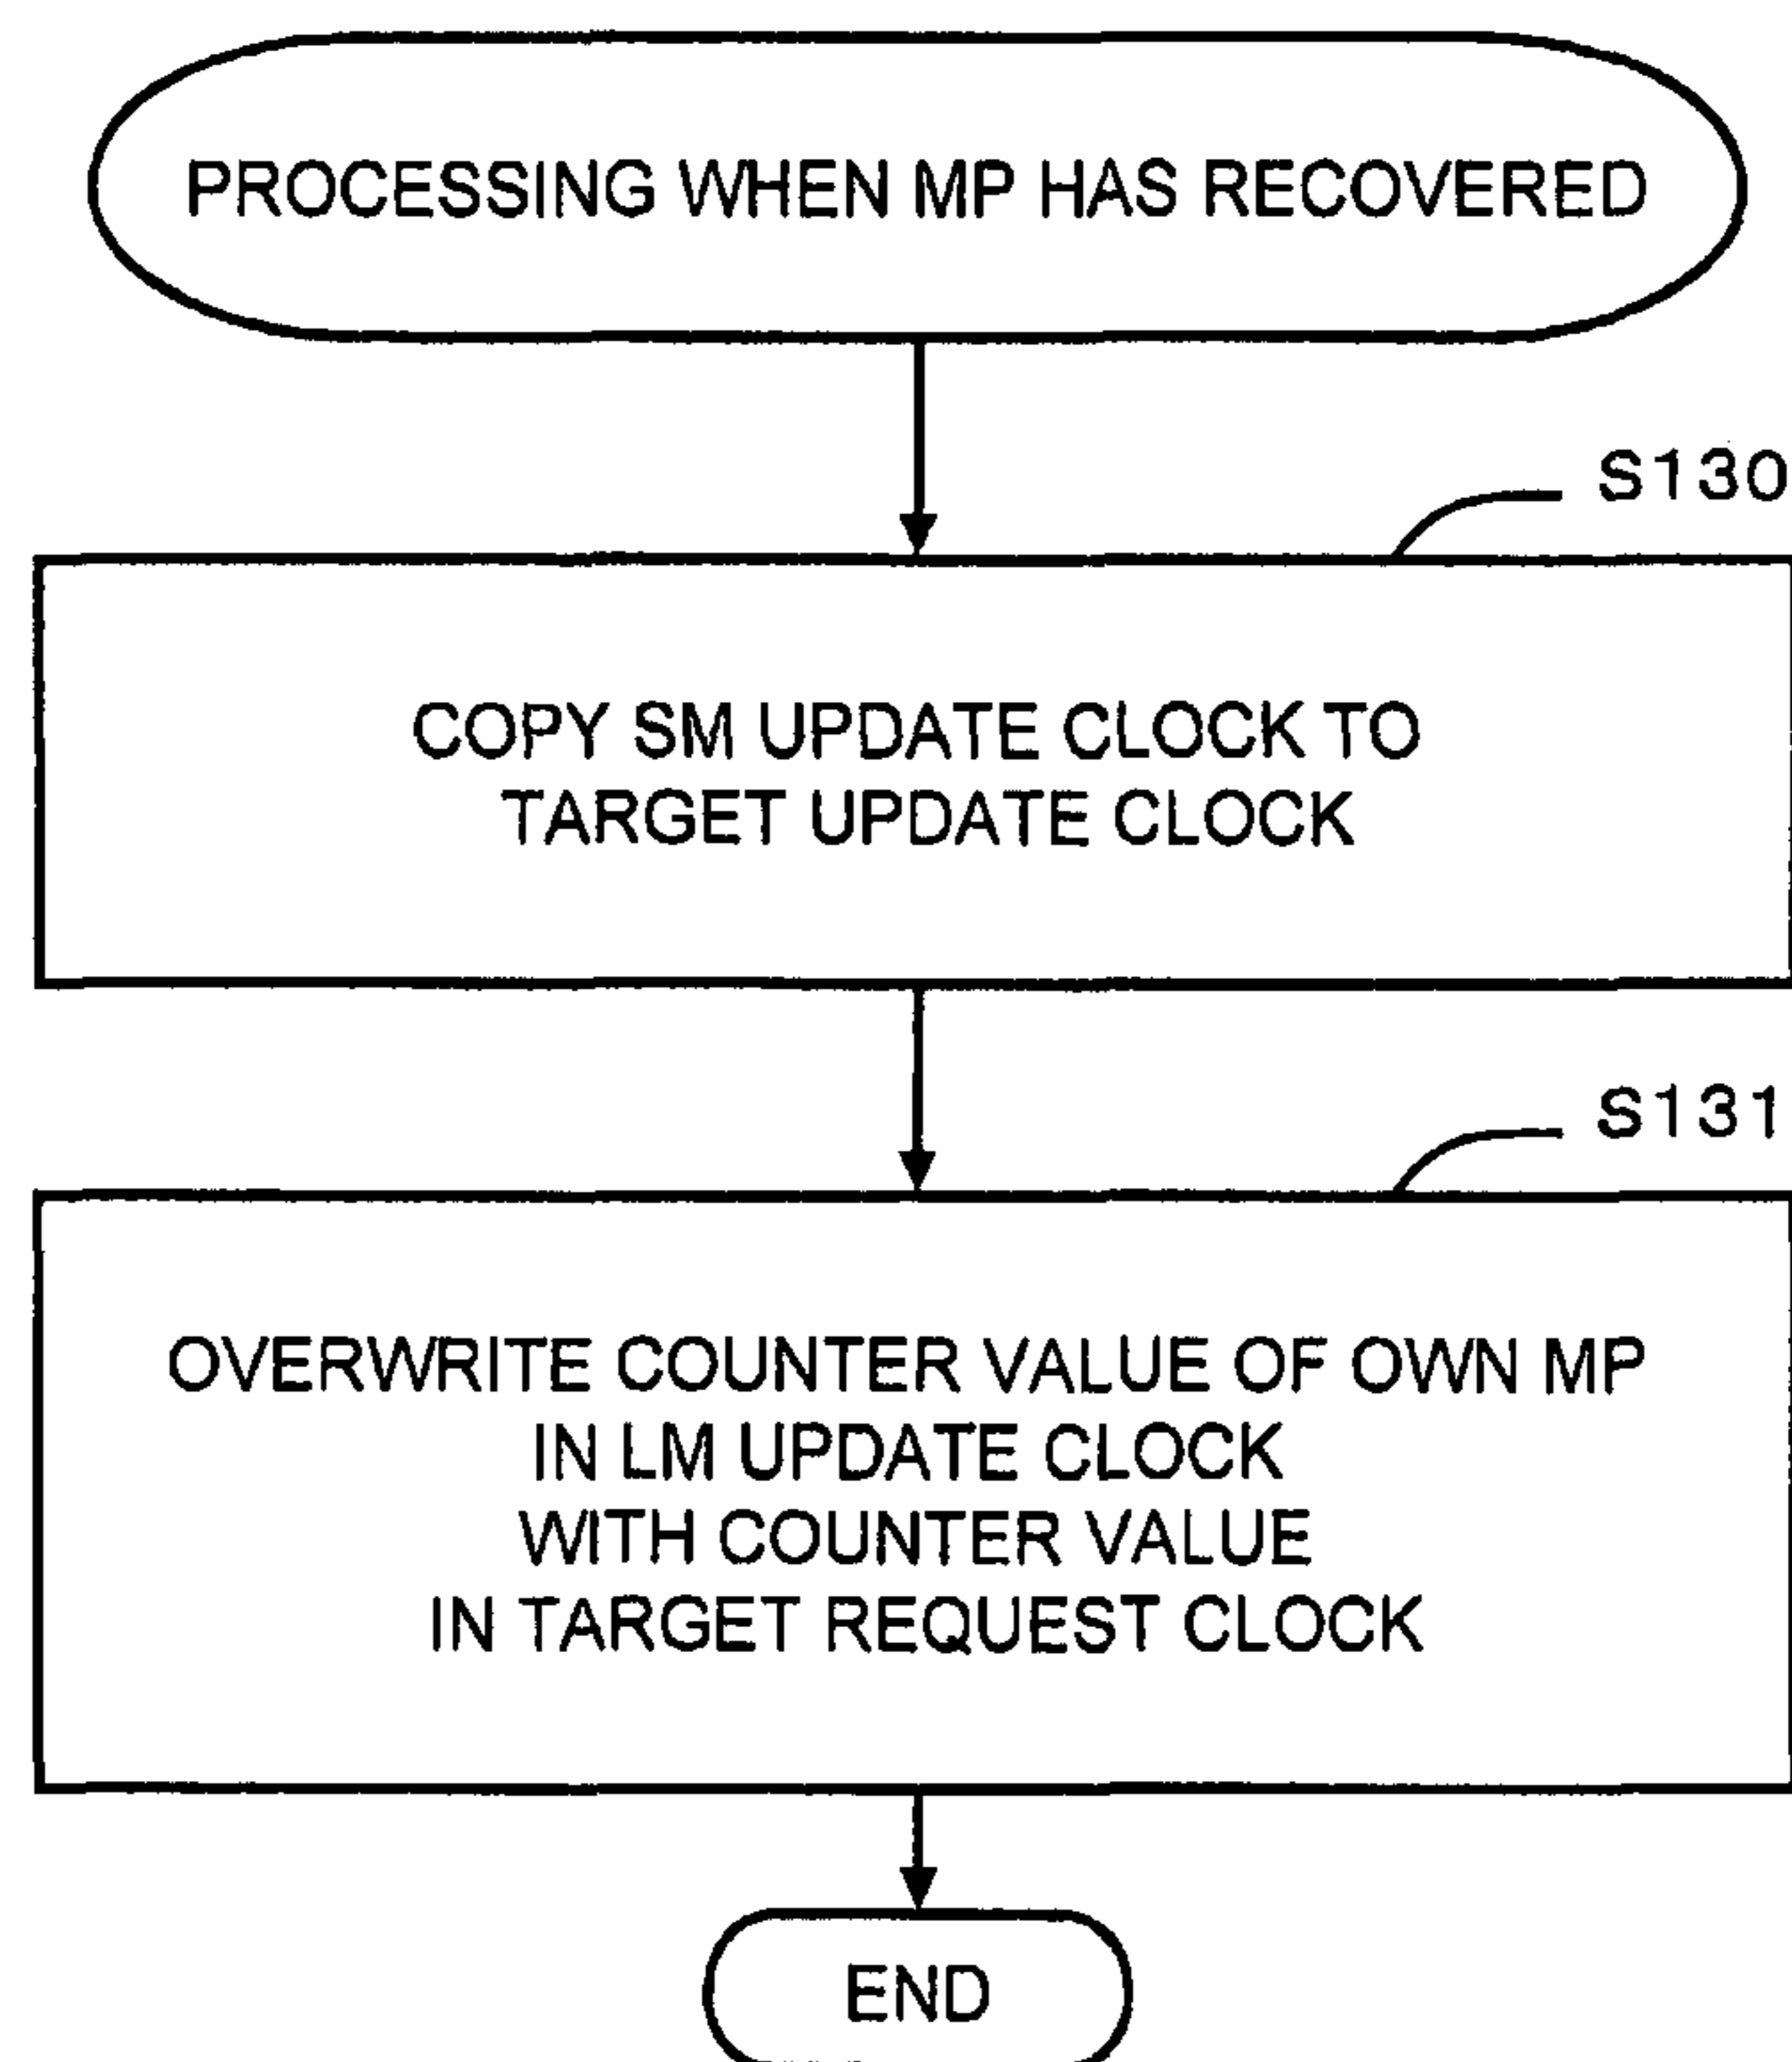 PROCESSING WHEN MP HAS RECOVERED
S130
COPY SM UPDATE CLOCK TO
TARGET UPDATE CLOCK
S131
OVERWRITE COUNTER VALUE OF OWN MP
IN LM UPDATE CLOCK
WITH COUNTER VALUE
IN TARGET REQUEST CLOCK
END